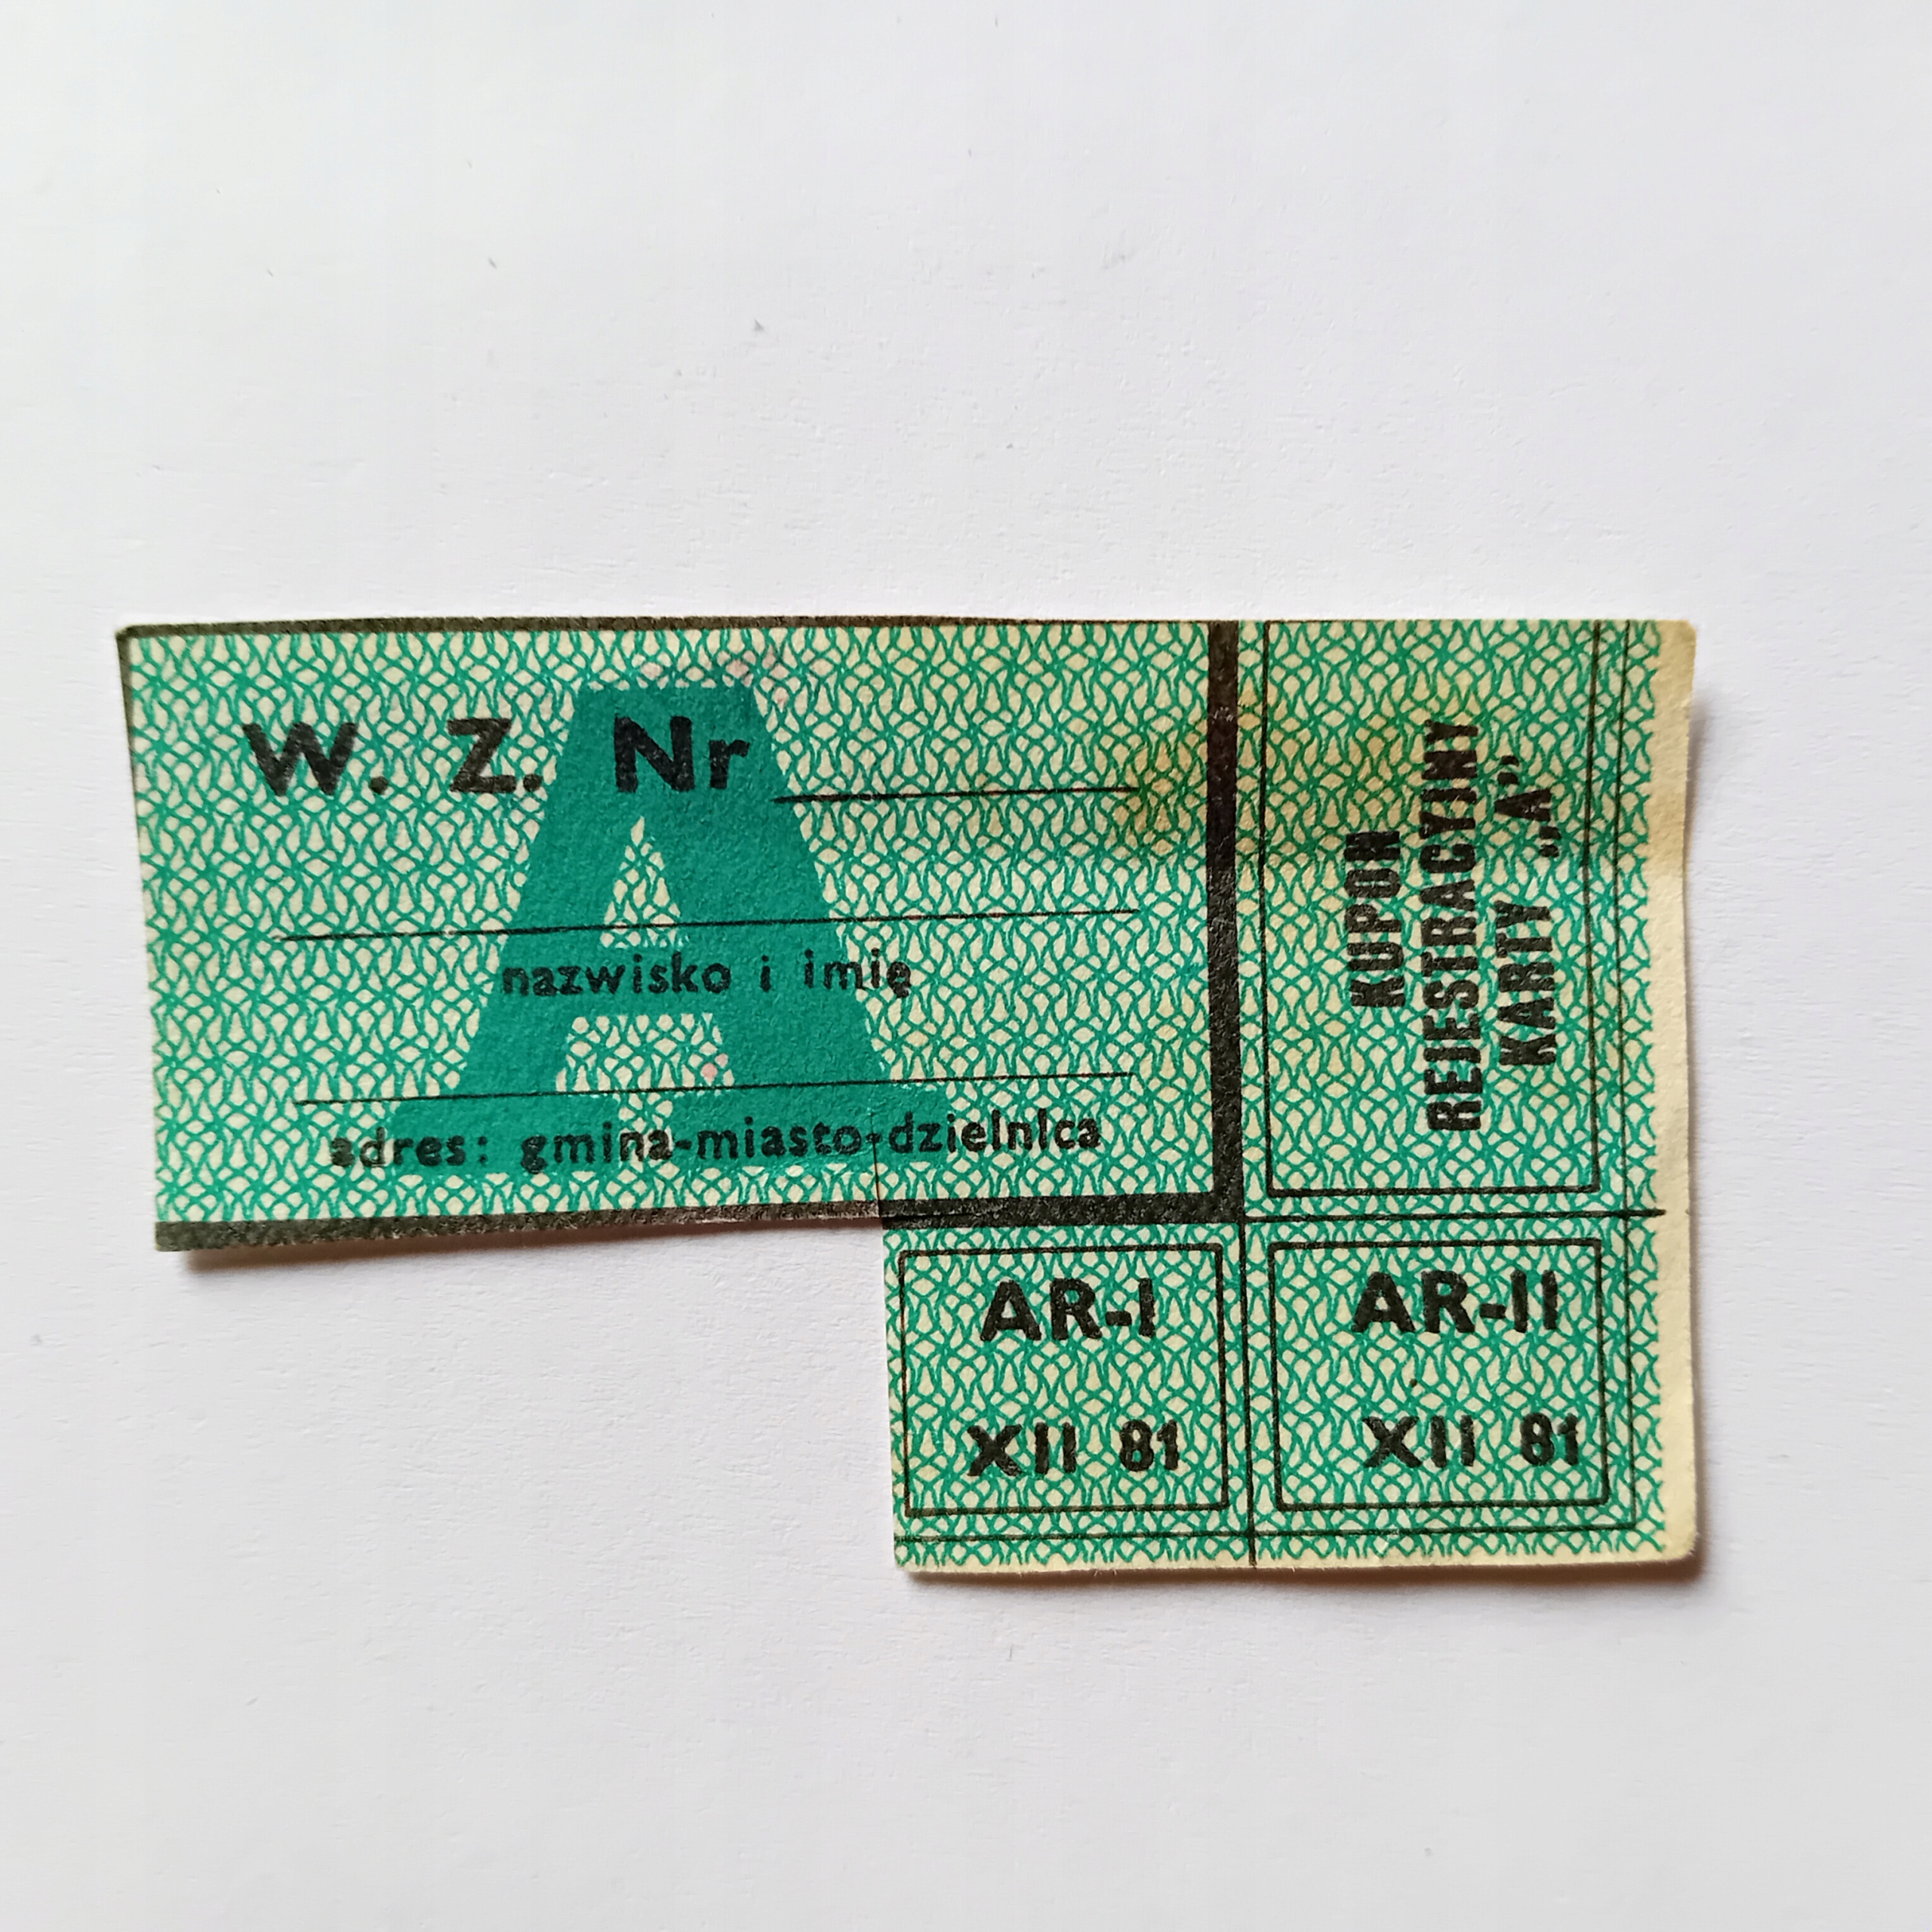 W. Z. Nr
nazwisko i imię
adres: gmina-miasto-dzielnica
KUPON
REJESTRACYJNY
KARTY „A”
AR-I
XII 81
AR-II
XII 81